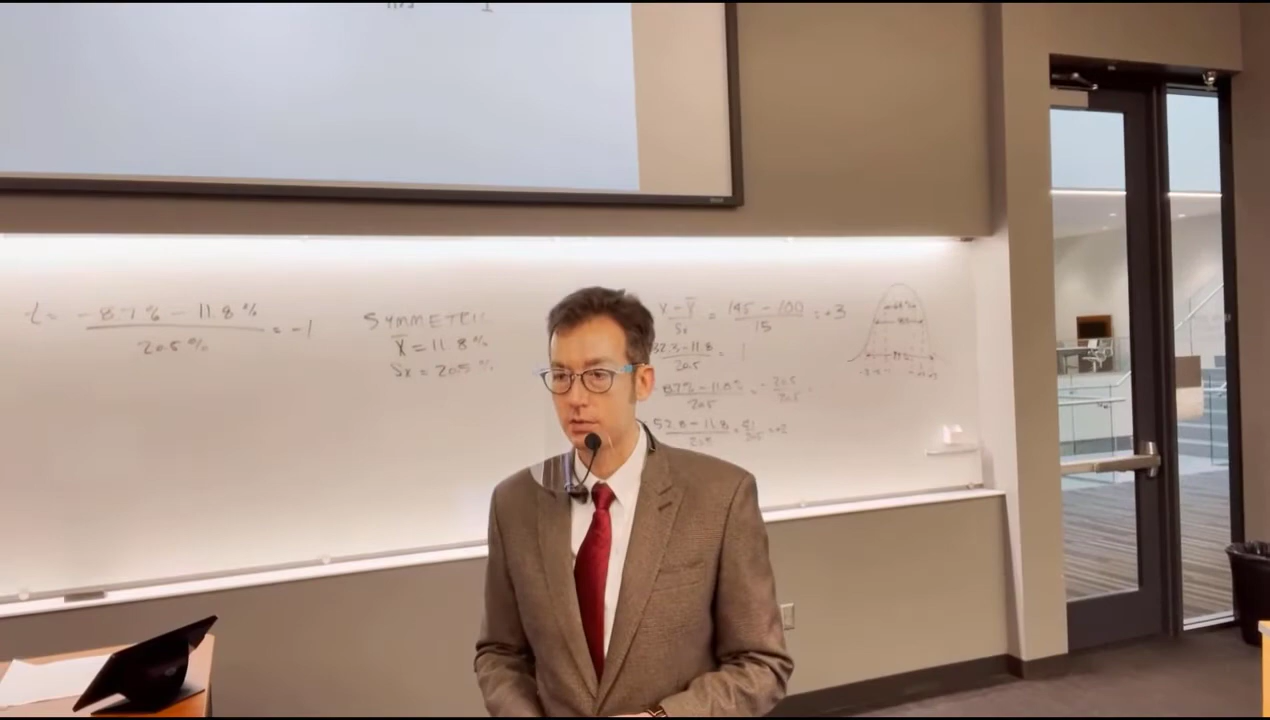 = -8.7% - 11.8% = -1
20.5%
SYMMETRIC
X̄ = 11.8%
Sx = 20.5%
X - X̄ = 145 - 100 = +3
Sx 15
32.3 - 11.8 = 1
20.5
8.7% - 11.8% = -20.5
20.5 20.5
52.8 - 11.8 = 41 = +2
20.5 20.5
68%